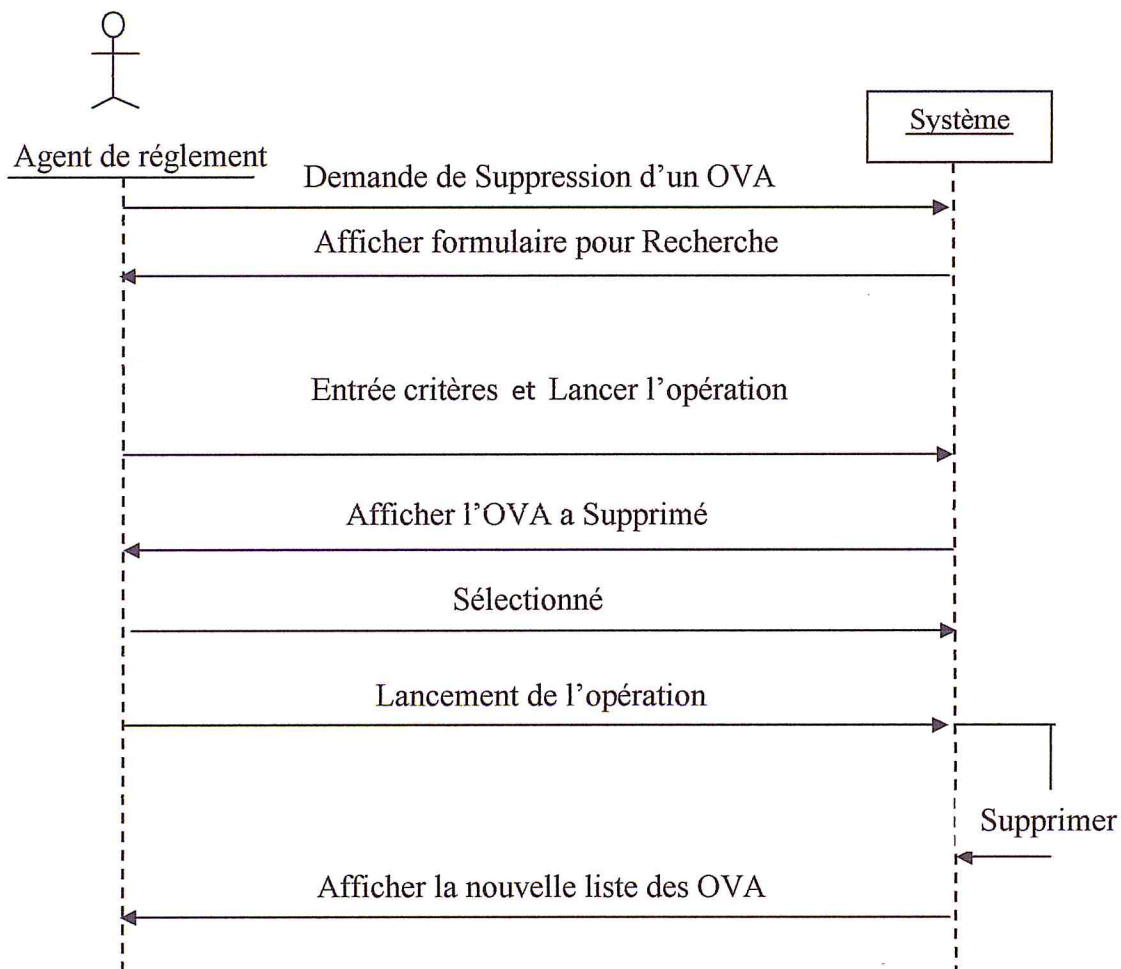 Système
Agent de réglement
Demande de Suppression d'un OVA
Afficher formulaire pour Recherche
Entrée critères et Lancer l'opération
Afficher l'OVA a Supprimé
Sélectionné
Lancement de l'opération
Supprimer
Afficher la nouvelle liste des OVA